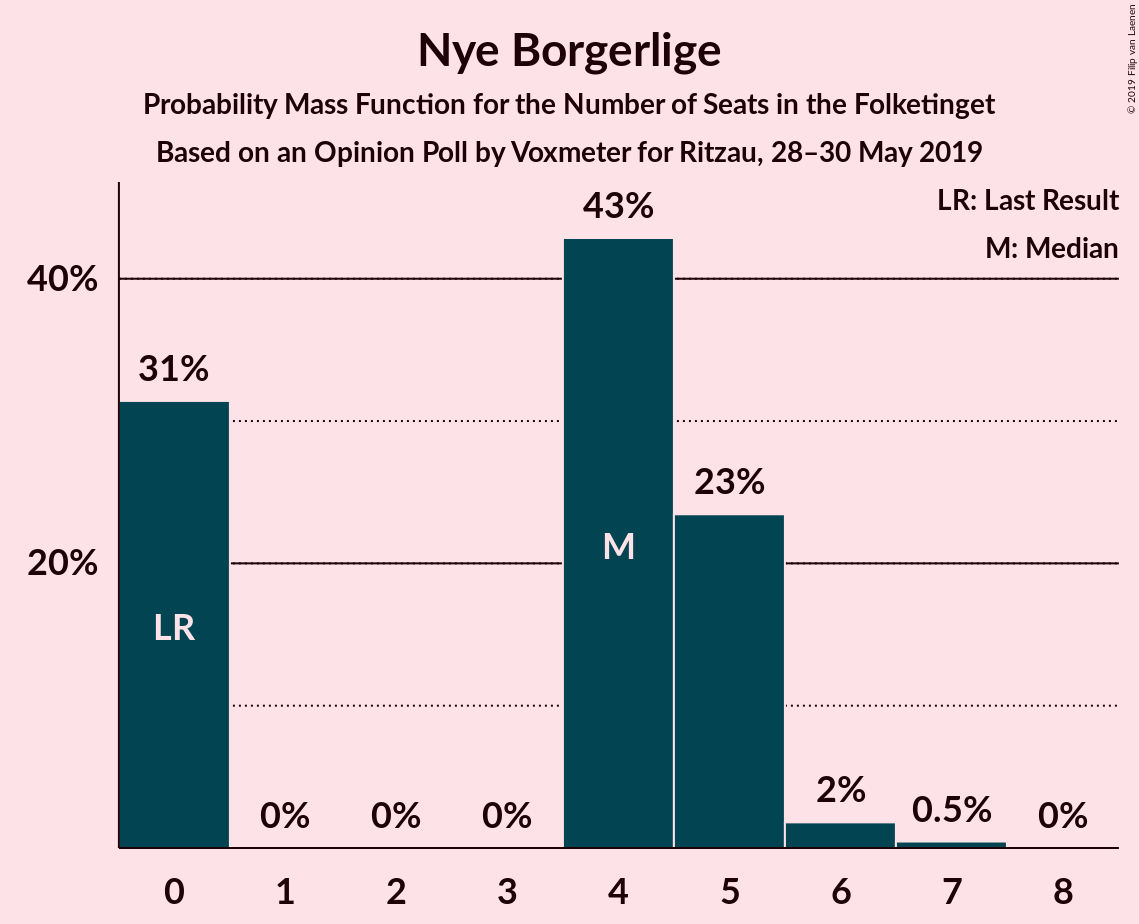 Nye Borgerlige
Probability Mass Function for the Number of Seats in the Folketinget
Based on an Opinion Poll by Voxmeter for Ritzau, 28–30 May 2019
© 2019 Filip van Laenen
LR: Last Result
M: Median
43%
40%
31%
23%
M
20%
LR
2%
0.5%
0% 0% 0% 0%
0 1 2 3 4 5 6 7 8